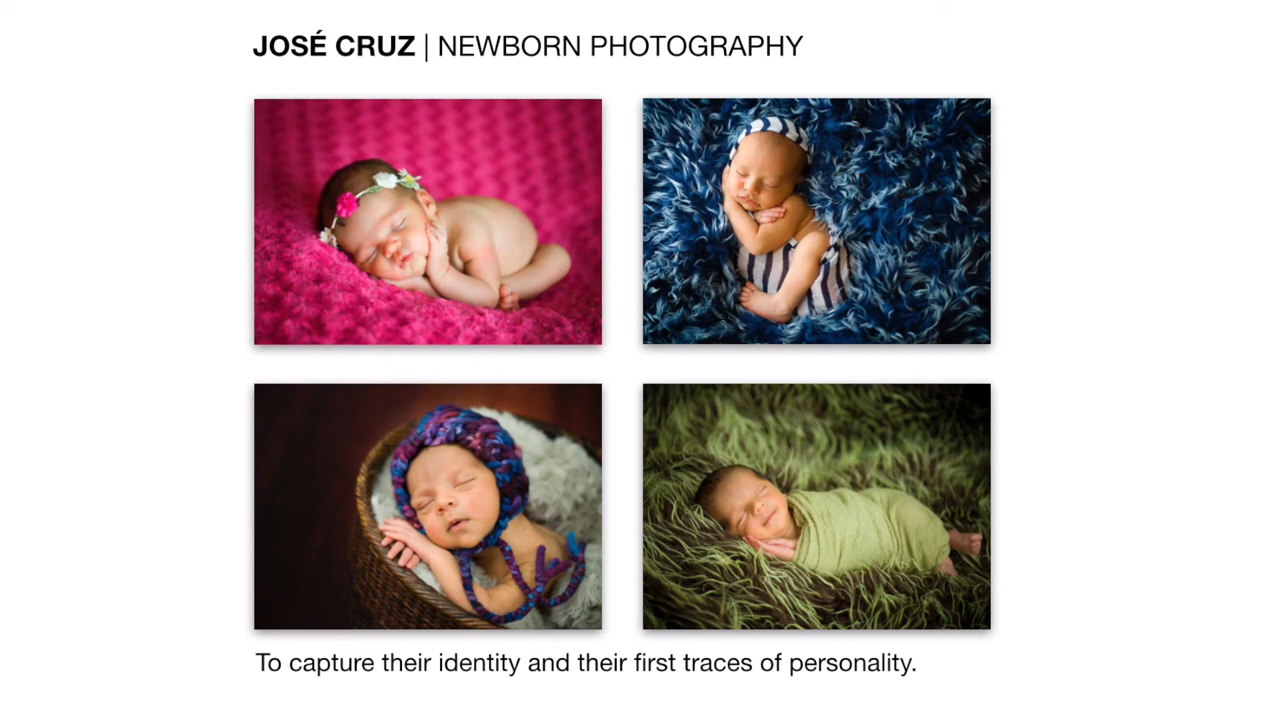 JOSÉ CRUZ | NEWBORN PHOTOGRAPHY
To capture their identity and their first traces of personality.